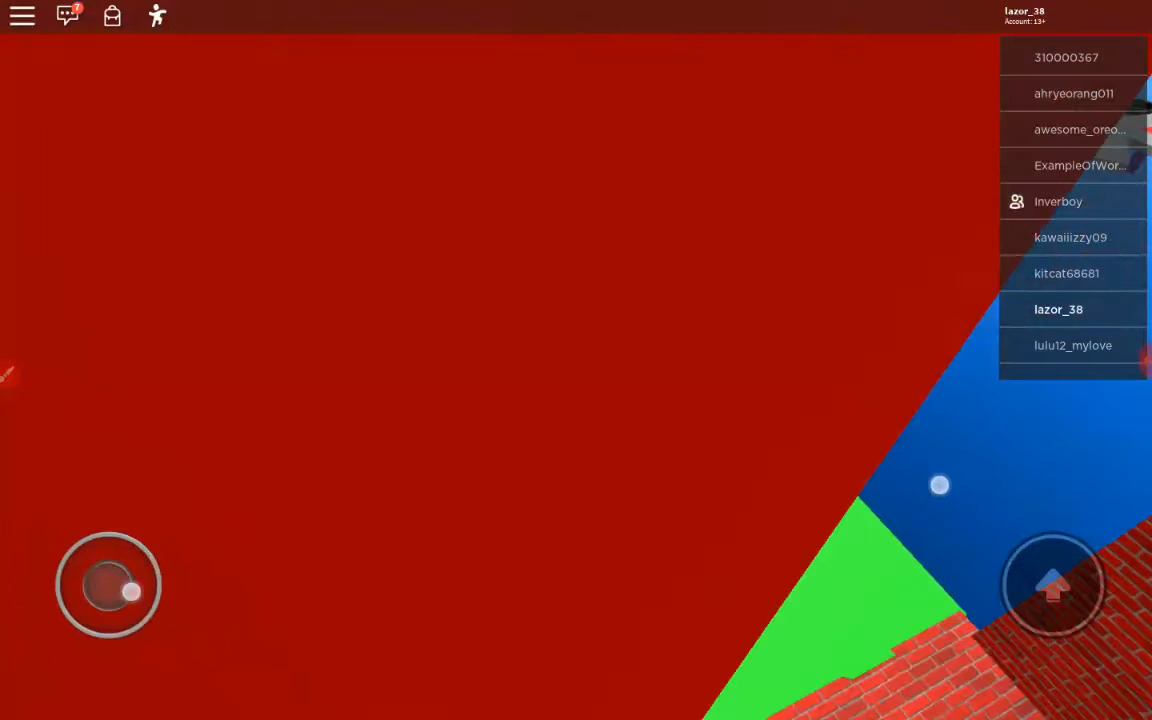 7
lazor_38
Account: 13+
310000367
ahryeorang011
awesome_oreo...
ExampleOfWor...
Inverboy
kawaiiizzy09
kitcat68681
lazor_38
lulu12_mylove